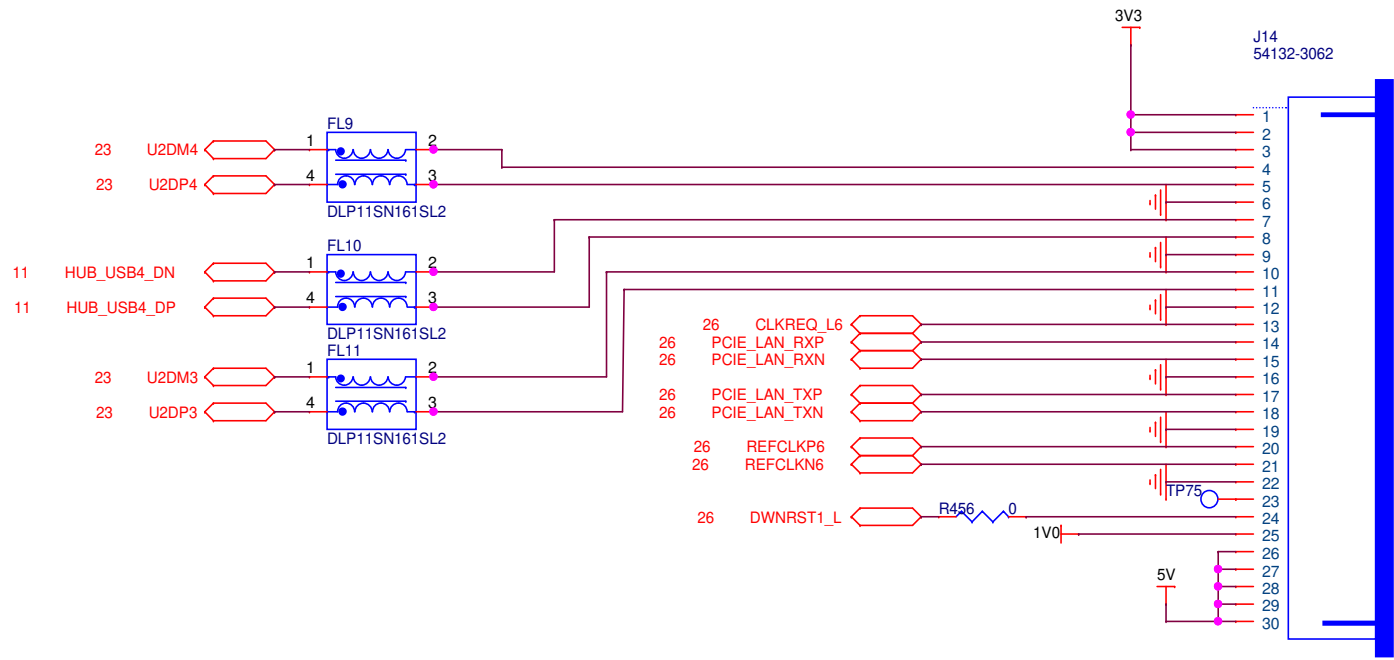 3V3
J14
54132-3062
FL9
23 U2DM4 1 2
23 U2DP4 4 3
DLP11SN161SL2
FL10
11 HUB_USB4_DN 1 2
11 HUB_USB4_DP 4 3
DLP11SN161SL2
FL11
23 U2DM3 1 2
23 U2DP3 4 3
DLP11SN161SL2
26 CLKREQ_L6
26 PCIE_LAN_RXP
26 PCIE_LAN_RXN
26 PCIE_LAN_TXP
26 PCIE_LAN_TXN
26 REFCLKP6
26 REFCLKN6
TP75
26 DWNRST1_L R456 0
1V0
5V
1
2
3
4
5
6
7
8
9
10
11
12
13
14
15
16
17
18
19
20
21
22
23
24
25
26
27
28
29
30